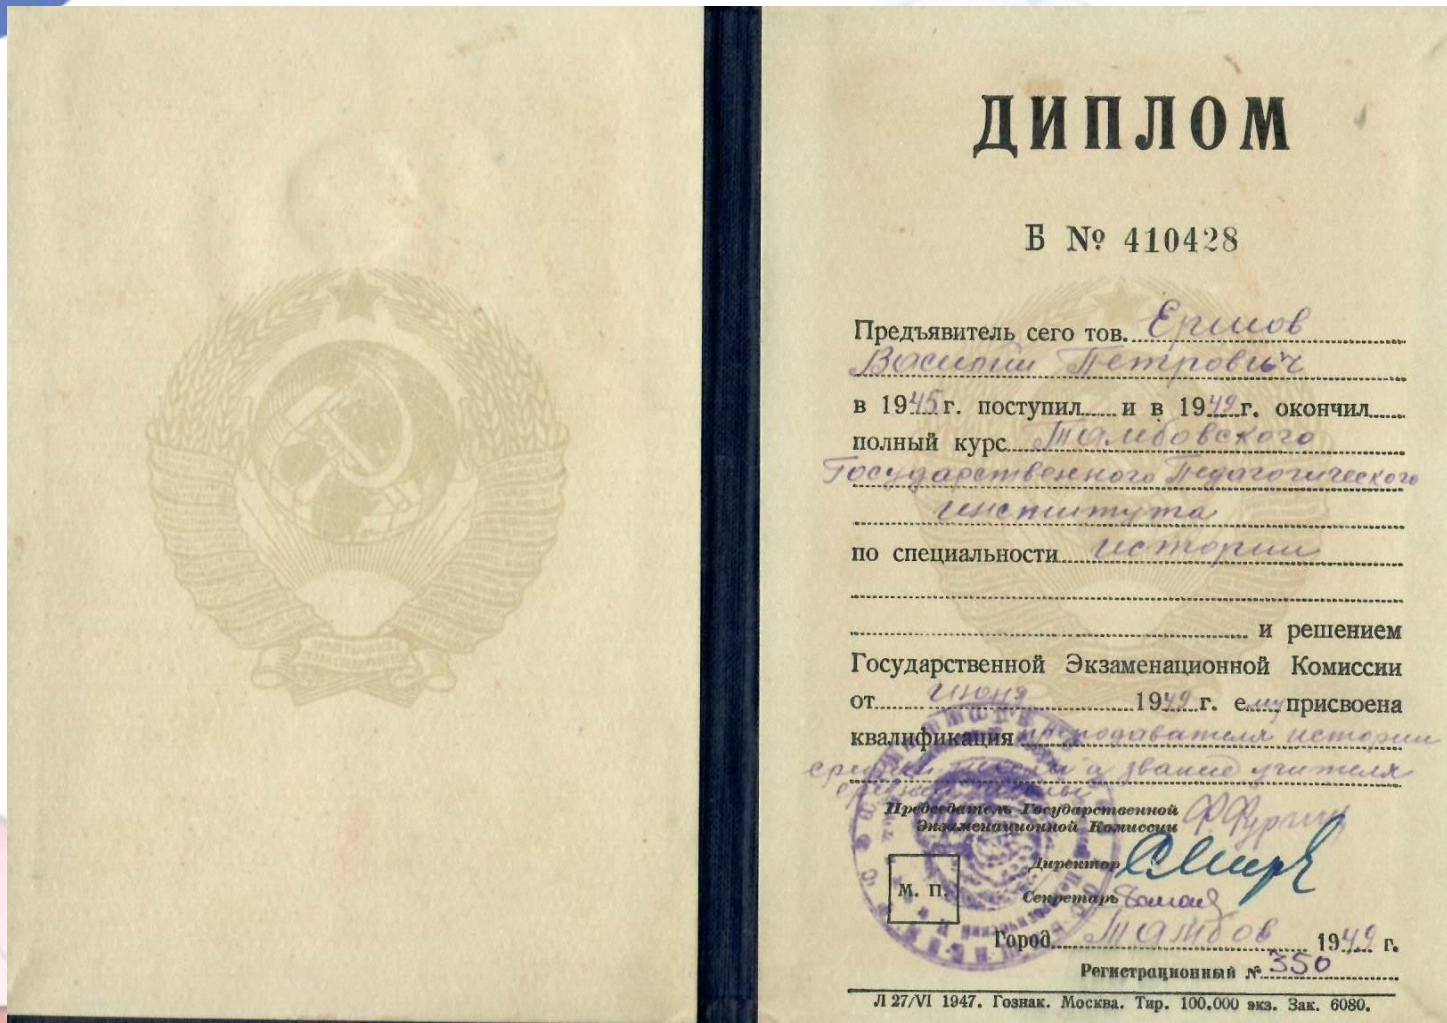 ДИПЛОМ
Б № 410428
Предъявитель сего тов. Ершов
Василий Петрович
в 1945 г. поступил и в 1949 г. окончил
полный курс Тамбовского
Государственного Педагогического
института
по специальности истории
и решением
Государственной Экзаменационной Комиссии
от июня 1949 г. ему присвоена
квалификация преподавателя истории
средней школы и звание учителя
средней школы
Председатель Государственной
Экзаменационной Комиссии
Директор
Секретарь
М. П.
Город Тамбов 1949 г.
Регистрационный № 350
Л 27/VI 1947. Гознак. Москва. Тир. 100.000 экз. Зак. 6080.